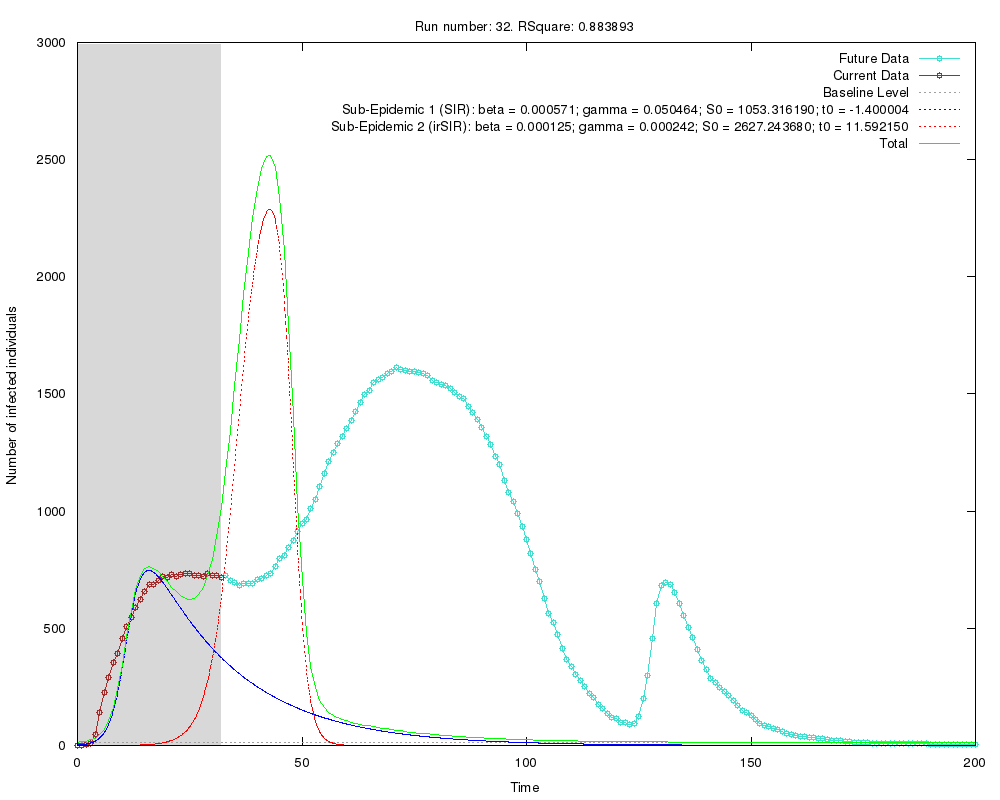 Run number: 32. RSquare: 0.883893
3000
2500
2000
1500
1000
500
0
Number of infected individuals
Future Data
Current Data
Baseline Level
Sub-Epidemic 1 (SIR): beta = 0.000571; gamma = 0.050464; S0 = 1053.316190; t0 = -1.400004
Sub-Epidemic 2 (irSIR): beta = 0.000125; gamma = 0.000242; S0 = 2627.243680; t0 = 11.592150
Total
0 50 100 150 200
Time